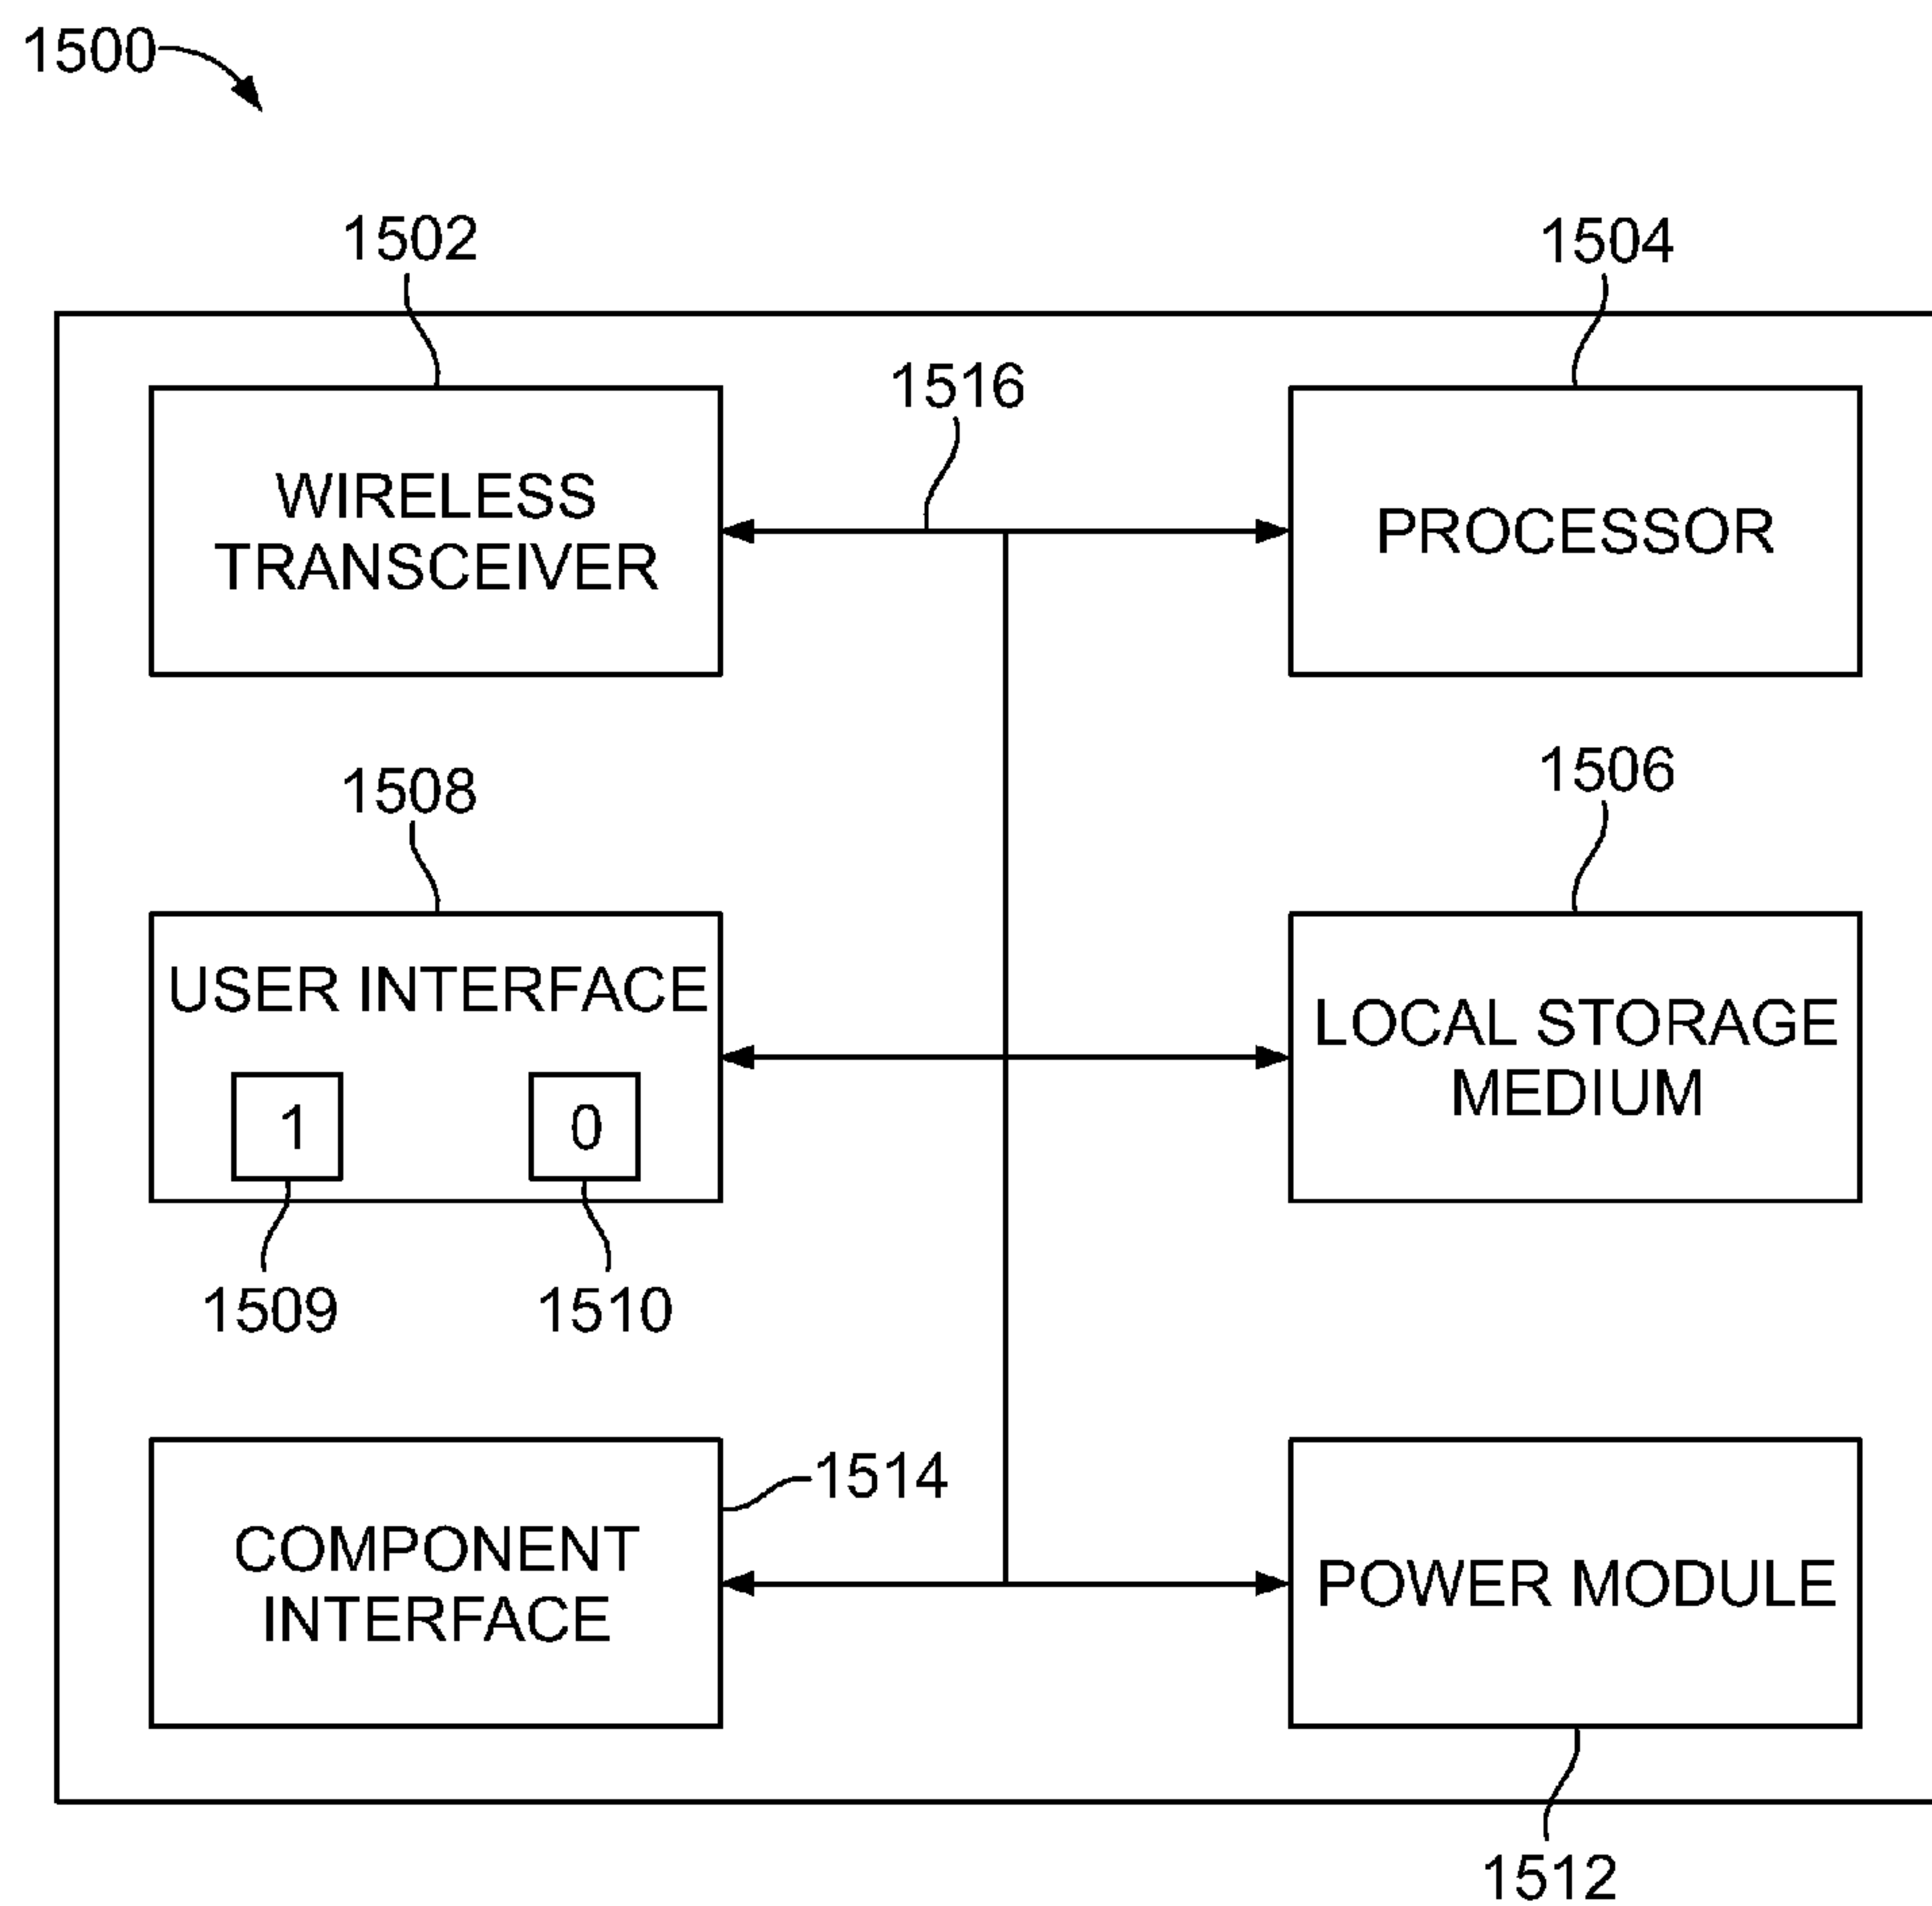 1500
1502
1504
1516
WIRELESS
TRANSCEIVER
PROCESSOR
1508
1506
USER INTERFACE
1
0
LOCAL STORAGE
MEDIUM
1509
1510
1514
COMPONENT
INTERFACE
POWER MODULE
1512